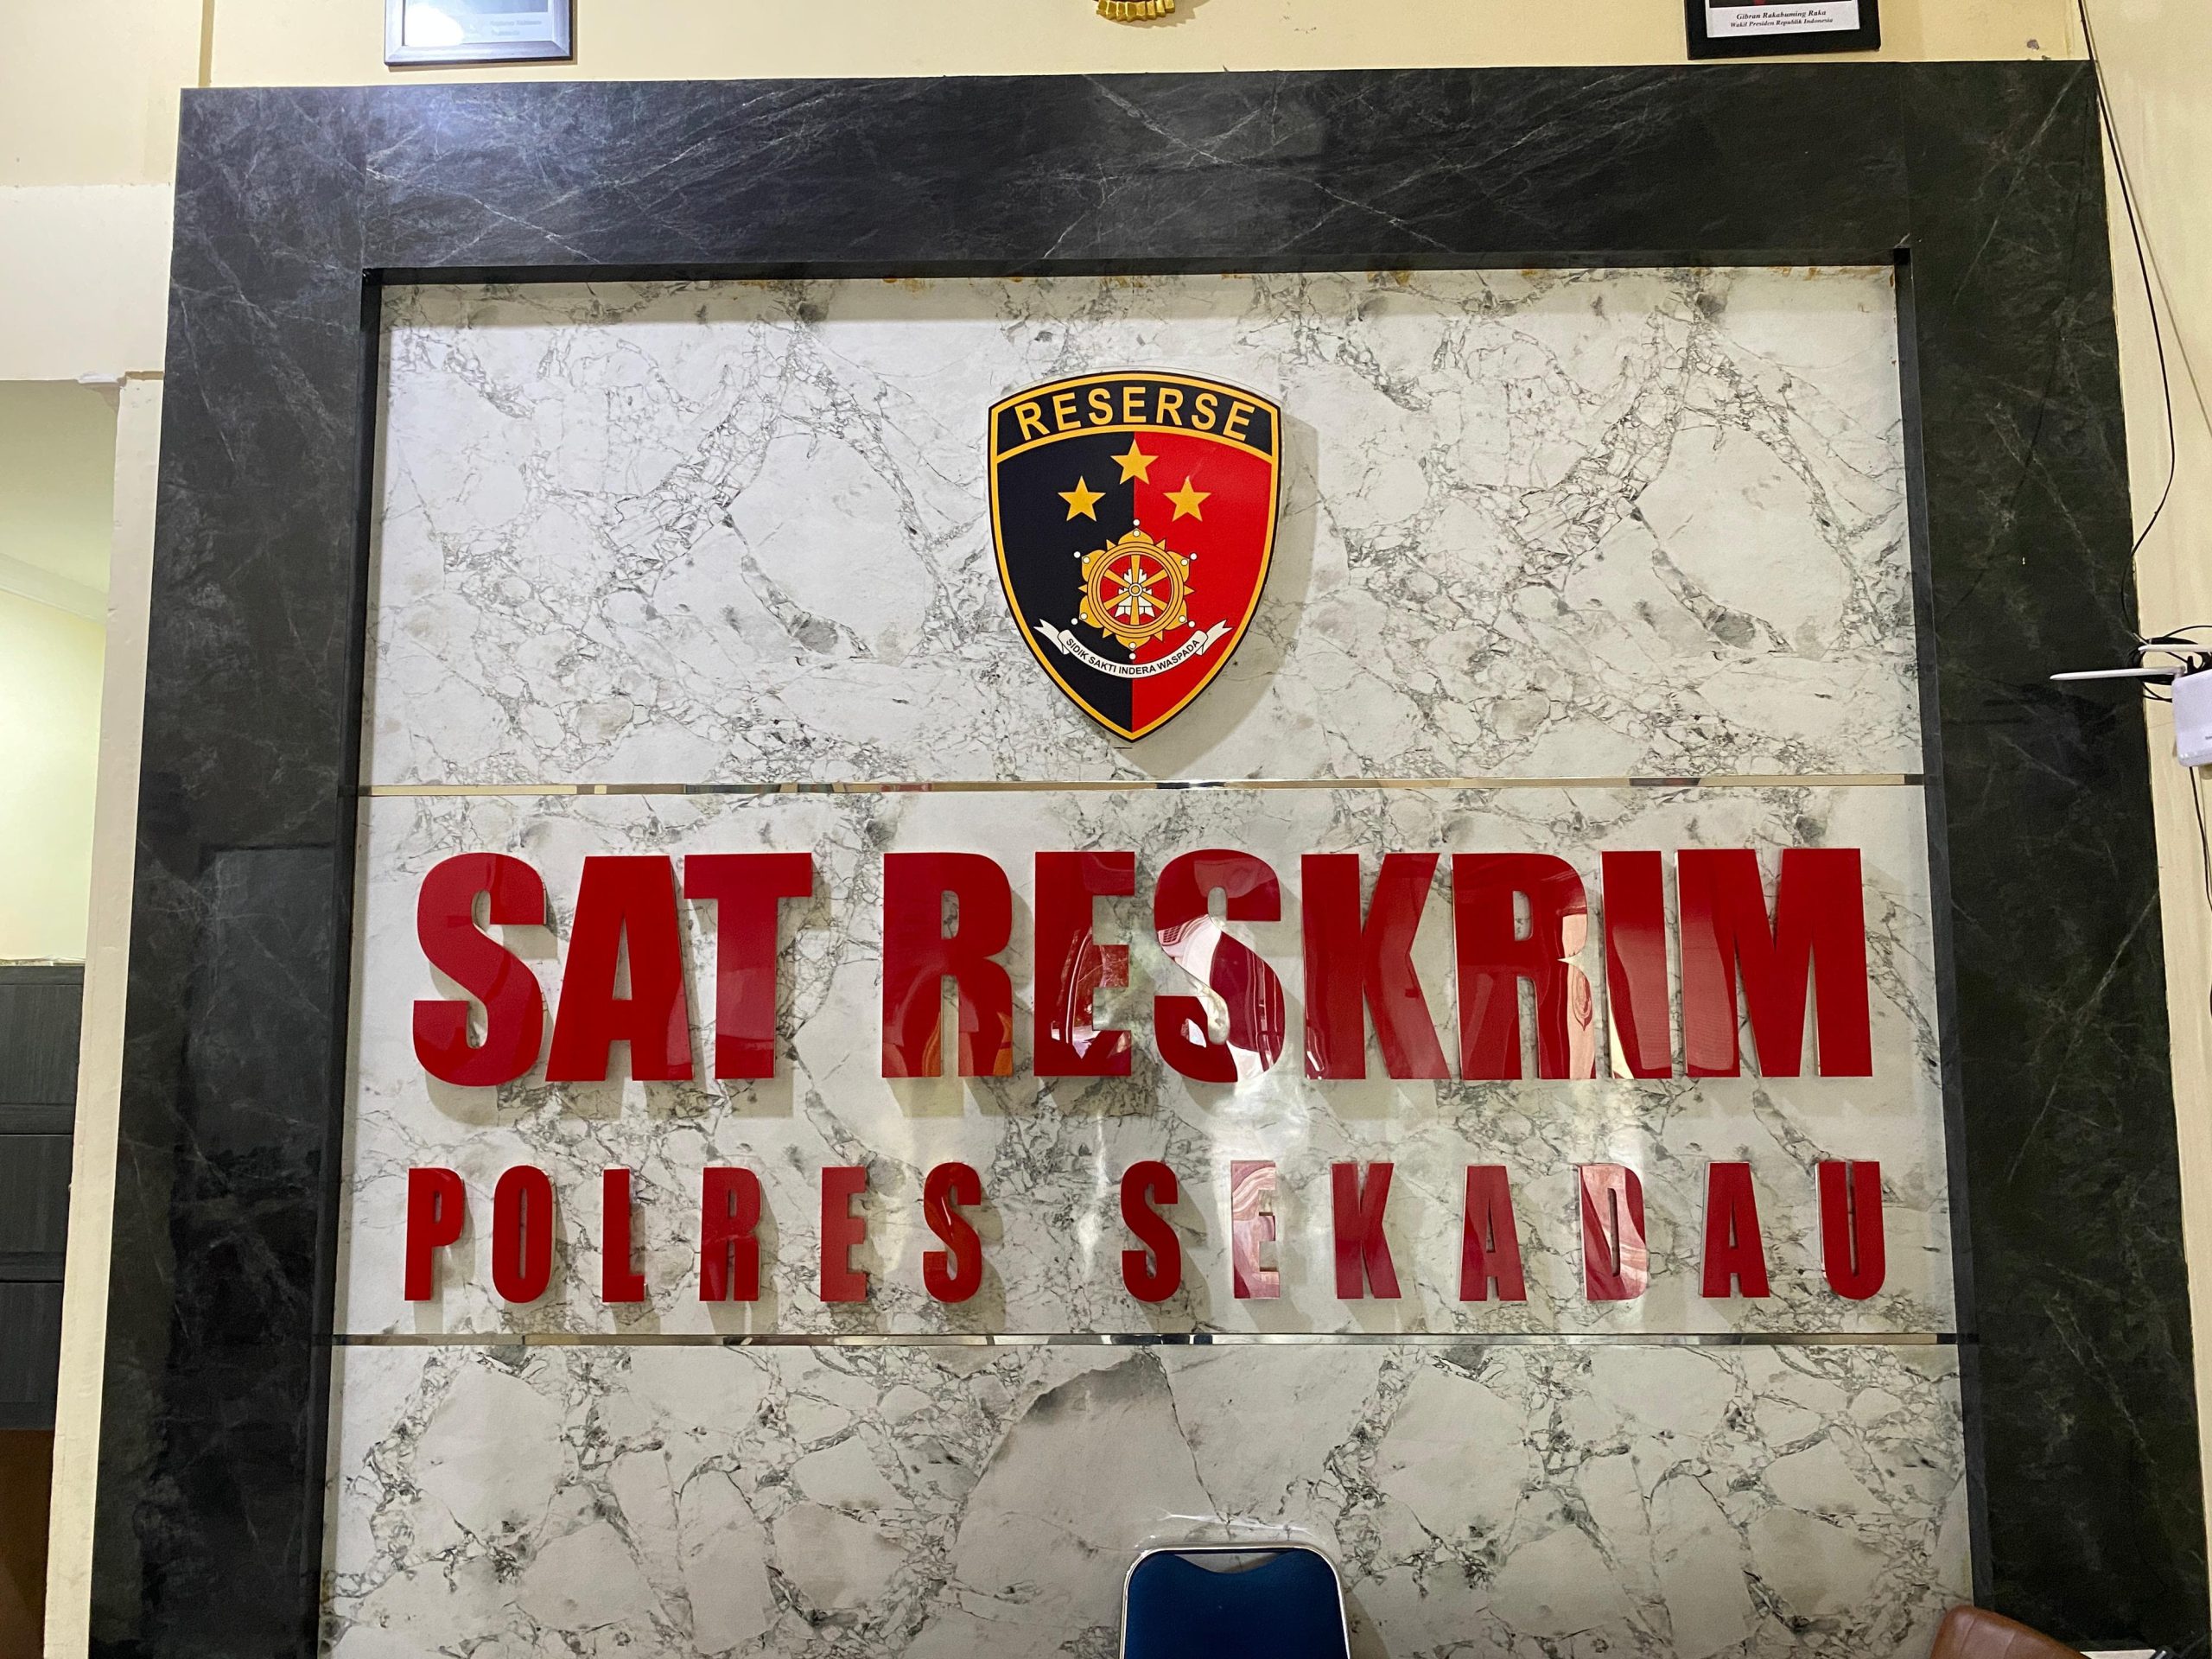 Gibran Rakabuming Raka
Wakil Presiden Republik Indonesia
RESERSE
SIDIK SAKTI INDERA WASPADA
SAT RESKRIM
POLRES SEKADAU